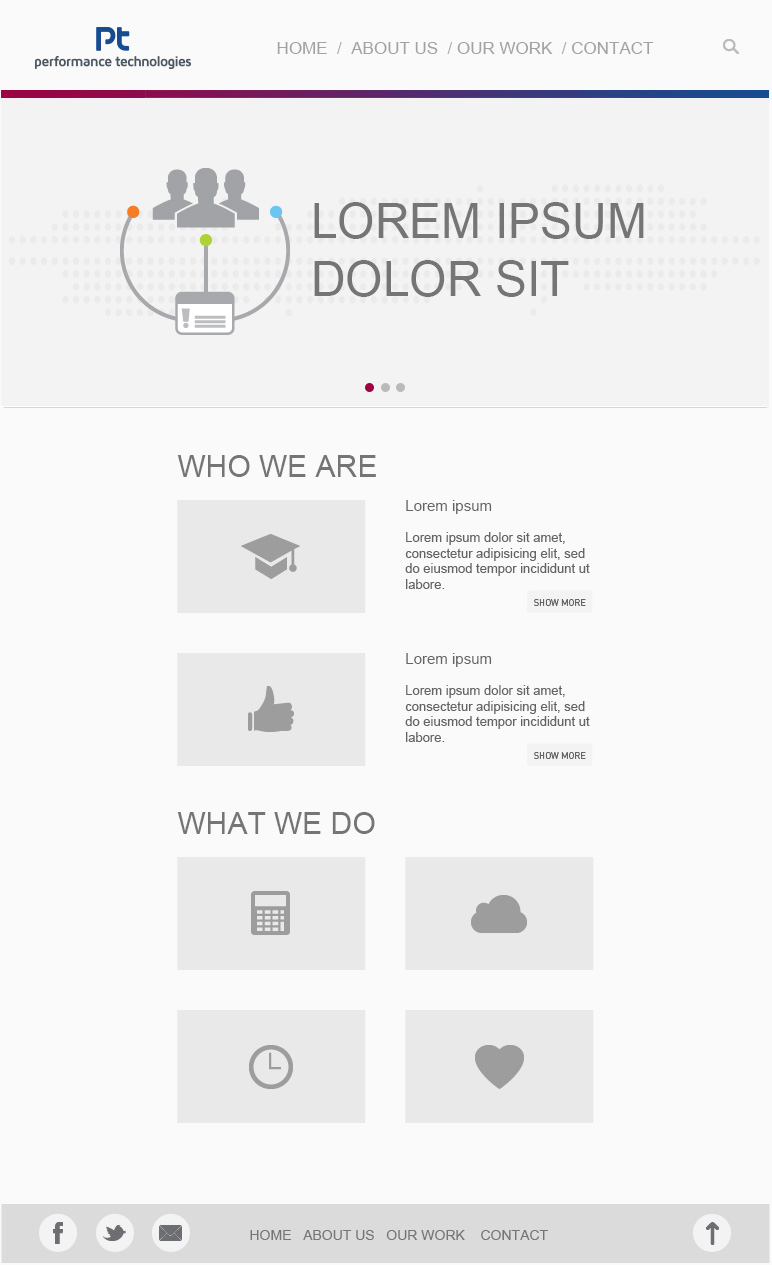 Pt
performance technologies
HOME / ABOUT US / OUR WORK / CONTACT
LOREM IPSUM
DOLOR SIT
WHO WE ARE
Lorem ipsum
Lorem ipsum dolor sit amet,
consectetur adipisicing elit, sed
do eiusmod tempor incididunt ut
labore.
SHOW MORE
Lorem ipsum
Lorem ipsum dolor sit amet,
consectetur adipisicing elit, sed
do eiusmod tempor incididunt ut
labore.
SHOW MORE
WHAT WE DO
HOME ABOUT US OUR WORK CONTACT